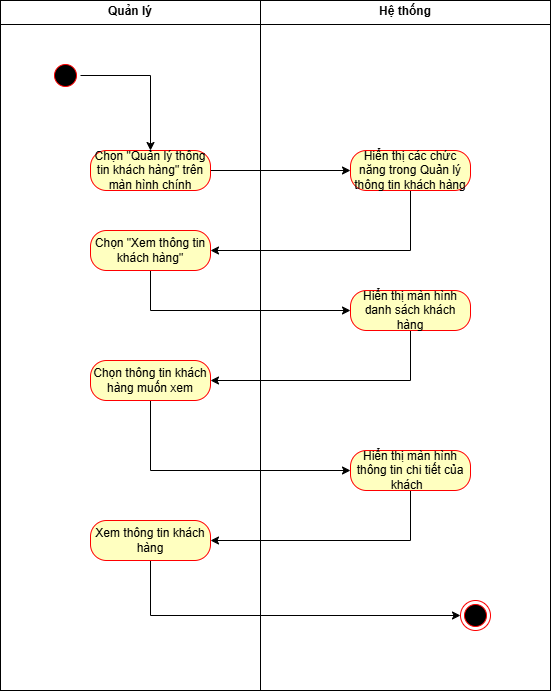 Quản lý
Hệ thống
Chọn "Quản lý thông
tin khách hàng" trên
màn hình chính
Hiển thị các chức
năng trong Quản lý
thông tin khách hàng
Chọn "Xem thông tin
khách hàng"
Hiển thị màn hình
danh sách khách
hàng
Chọn thông tin khách
hàng muốn xem
Hiển thị màn hình
thông tin chi tiết của
khách
Xem thông tin khách
hàng